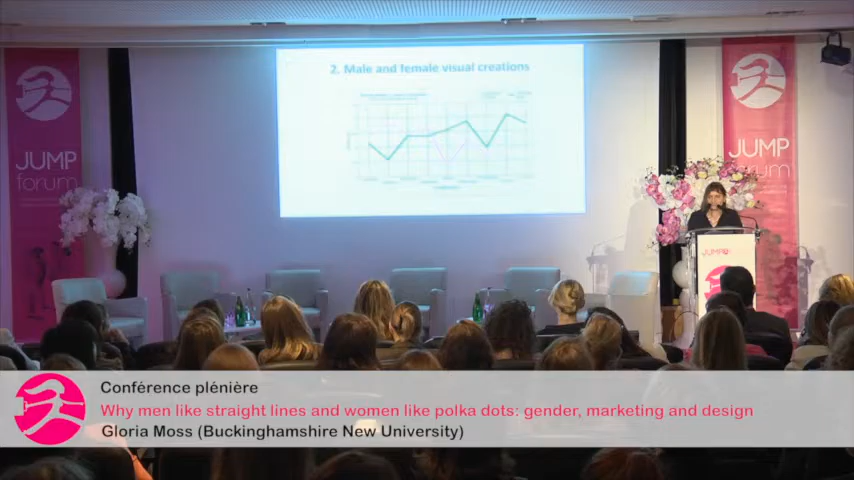 2. Male and female visual creations
JUMP
forum
JUMP
forum
JUMP
Conférence plénière
Why men like straight lines and women like polka dots: gender, marketing and design
Gloria Moss (Buckinghamshire New University)